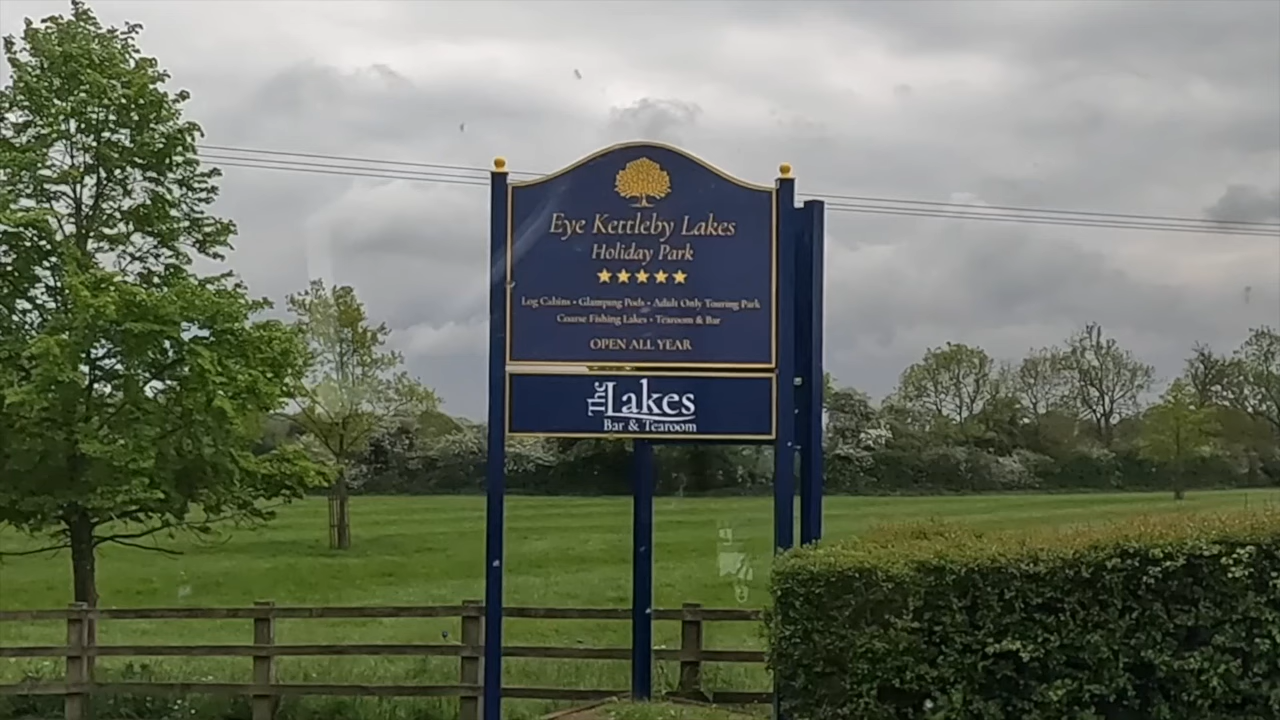 Eye Kettleby Lakes
Holiday Park
Log Cabins • Glamping Pods • Adult Only Touring Park
Coarse Fishing Lakes • Tearoom & Bar
OPEN ALL YEAR
The Lakes
Bar & Tearoom